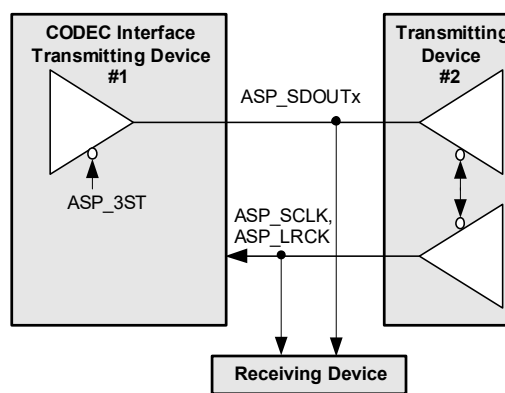 CODEC Interface
Transmitting Device
#1
Transmitting
Device
#2
ASP_SDOUTx
ASP_3ST
ASP_SCLK,
ASP_LRCK
Receiving Device